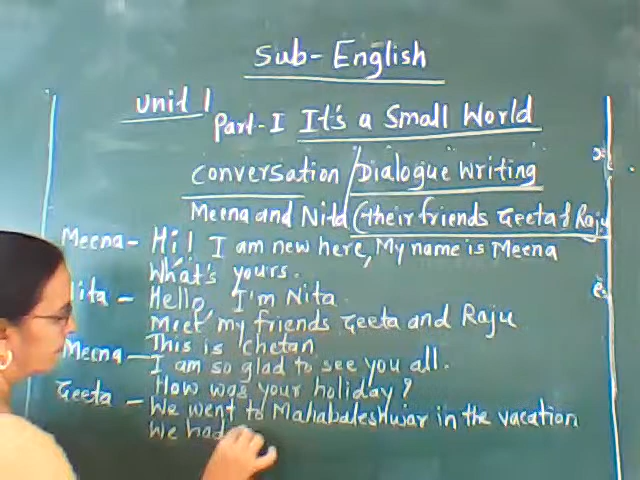 Sub- English
Unit 1
Part-I It's a Small World
Conversation / Dialogue Writing
Meena and Nita (their friends Geeta & Raju
Meena - Hi! I am new here, My name is Meena
What's yours.
Nita - Hello, I'm Nita
Meet my friends Geeta and Raju
This is Chetan
Meena - I am so glad to see you all.
How was your holiday?
Geeta - We went to Mahabaleshwar in the vacation
We had